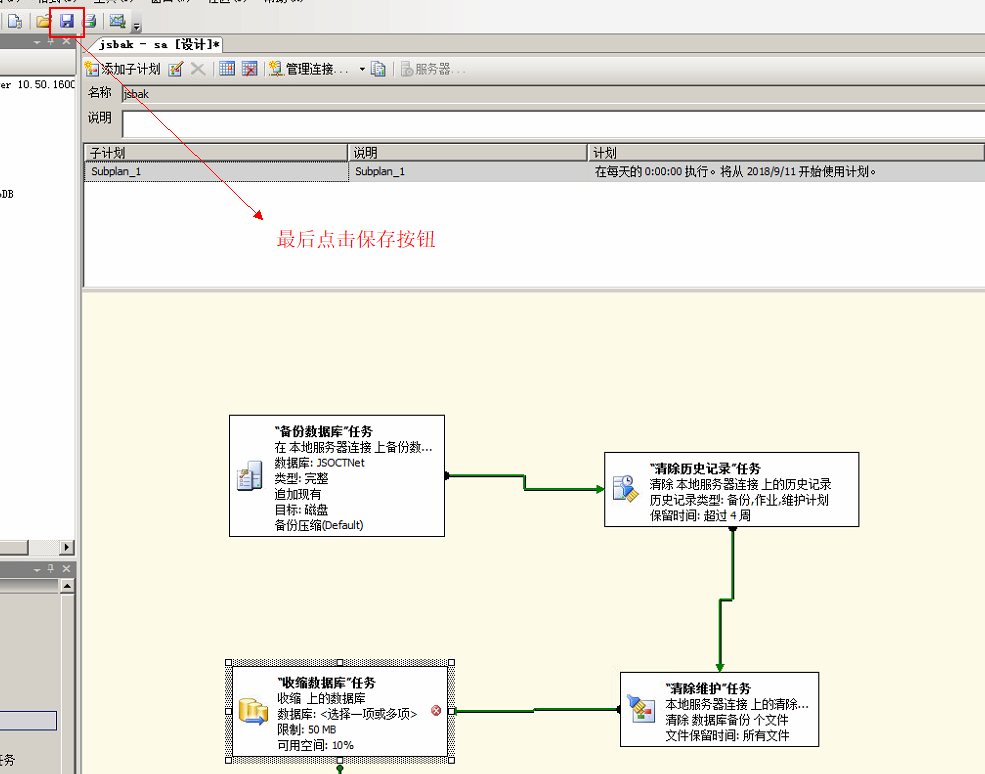 jsbak - sa [设计]*
添加子计划
管理连接...
服务器...
er 10.50.1600
名称
jsbak
说明
子计划
说明
计划
Subplan_1
Subplan_1
在每天的 0:00:00 执行。将从 2018/9/11 开始使用计划。
DB
最后点击保存按钮
“备份数据库”任务
在 本地服务器连接 上备份数...
数据库: JSOCTNet
类型: 完整
追加现有
目标: 磁盘
备份压缩(Default)
“清除历史记录”任务
清除 本地服务器连接 上的历史记录
历史记录类型: 备份,作业,维护计划
保留时间: 超过 4 周
“收缩数据库”任务
收缩 上的数据库
数据库: <选择一项或多项>
限制: 50 MB
可用空间: 10%
“清除维护”任务
本地服务器连接 上的清除...
清除 数据库备份 个文件
文件保留时间: 所有文件
任务